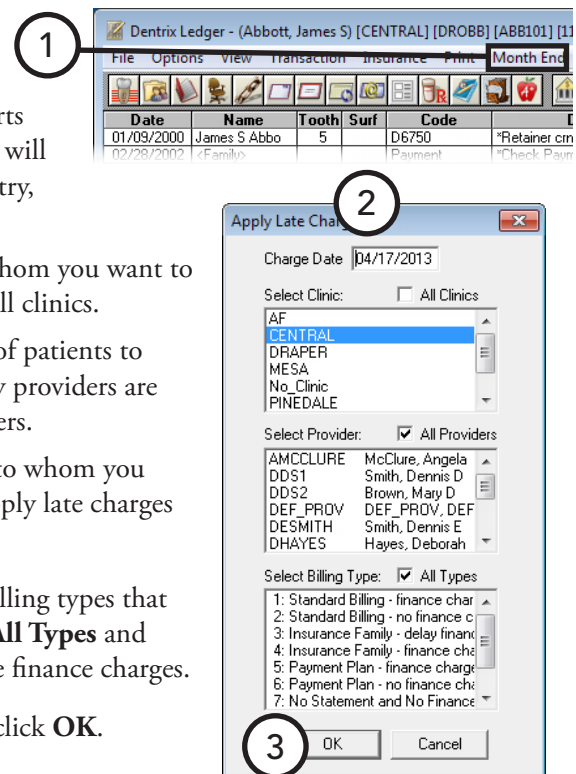 1
Dentrix Ledger - (Abbott, James S) [CENTRAL] [DROBB] [ABB101] [11
File Options View Transaction Insurance Print Month End
Date Name Tooth Surf Code D
01/09/2000 James S Abbo 5 D6750 *Retainer crn
02/28/2002 <Family> Payment *Check Paym
rts
will
try,
hom you want to
ll clinics.
of patients to
y providers are
ers.
to whom you
ply late charges
lling types that
All Types and
e finance charges.
click OK.
2
Apply Late Char
Charge Date 04/17/2013
Select Clinic: All Clinics
AF
CENTRAL
DRAPER
MESA
No_Clinic
PINEDALE
Select Provider: All Providers
AMCCLURE McClure, Angela
DDS1 Smith, Dennis D
DDS2 Brown, Mary D
DEF_PROV DEF_PROV, DEF
DESMITH Smith, Dennis E
DHAYES Hayes, Deborah
Select Billing Type: All Types
1: Standard Billing - finance char
2: Standard Billing - no finance c
3: Insurance Family - delay financ
4: Insurance Family - finance cha
5: Payment Plan - finance charge
6: Payment Plan - no finance cha
7: No Statement and No Finance
3
OK Cancel